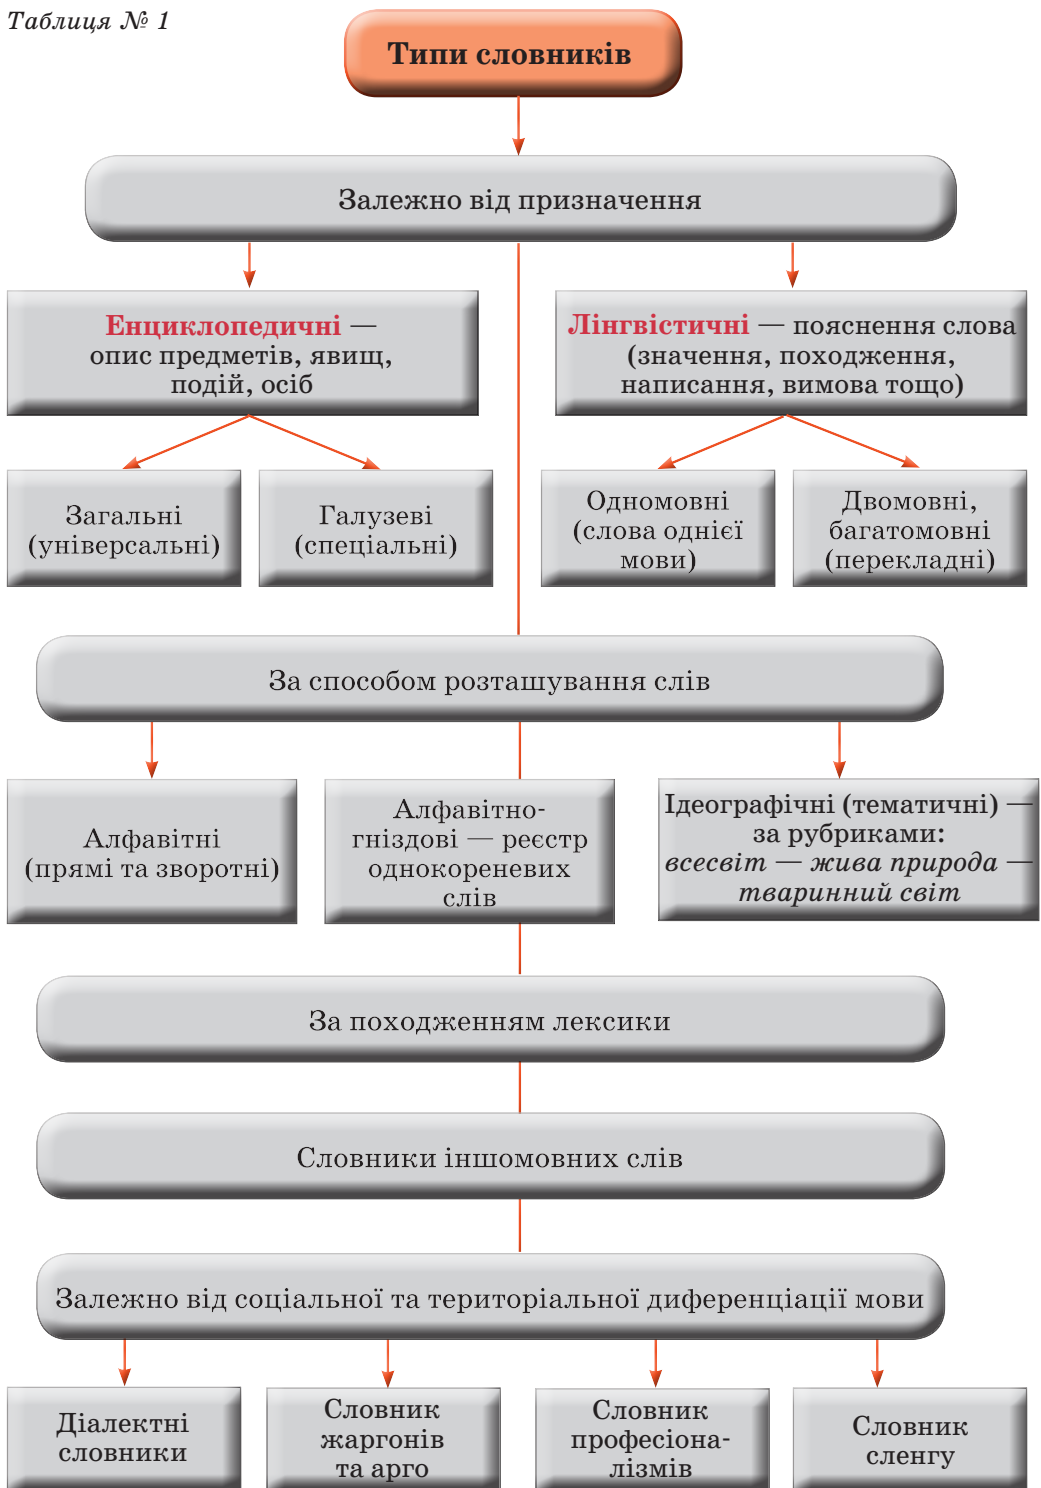 Таблиця № 1
Типи словників
Залежно від призначення
Енциклопедичні —
опис предметів, явищ,
подій, осіб
Лінгвістичні — пояснення слова
(значення, походження,
написання, вимова тощо)
Загальні
(універсальні)
Галузеві
(спеціальні)
Одномовні
(слова однієї
мови)
Двомовні,
багатомовні
(перекладні)
За способом розташування слів
Алфавітні
(прямі та зворотні)
Алфавітно-
гніздові — реєстр
однокореневих
слів
Ідеографічні (тематичні) —
за рубриками:
всесвіт — жива природа —
тваринний світ
За походженням лексики
Словники іншомовних слів
Залежно від соціальної та територіальної диференціації мови
Діалектні
словники
Словник
жаргонів
та арго
Словник
професіона-
лізмів
Словник
сленгу